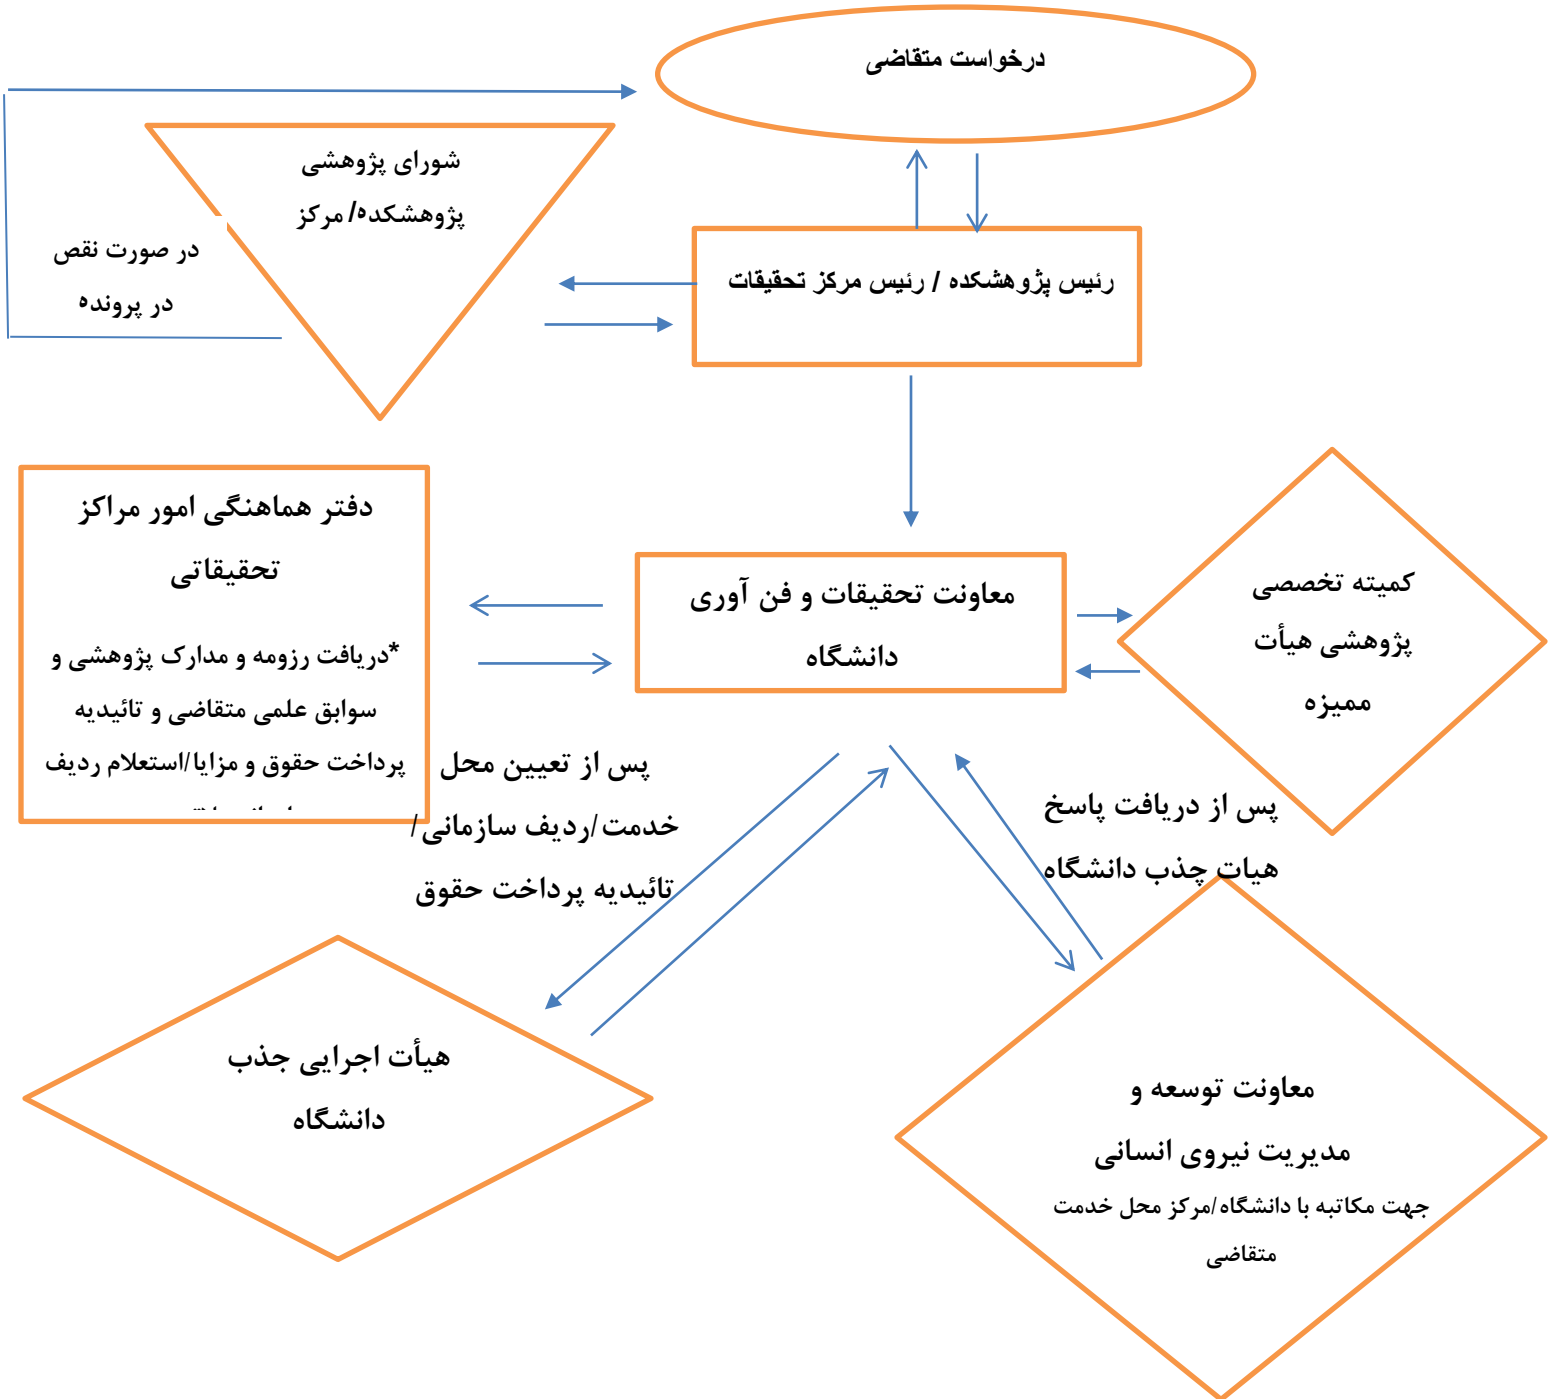 درخواست متقاضی
شورای پژوهشی
پژوهشکده/ مرکز
در صورت نقص
در پرونده
رئیس پژوهشکده / رئیس مرکز تحقیقات
دفتر هماهنگی امور مراکز
تحقیقاتی
*دریافت رزومه و مدارک پژوهشی و
سوابق علمی متقاضی و تائیدیه
پرداخت حقوق و مزایا/استعلام ردیف
معاونت تحقیقات و فن آوری
دانشگاه
کمیته تخصصی
پژوهشی هیأت
ممیزه
پس از تعیین محل
خدمت/ردیف سازمانی/
تائیدیه پرداخت حقوق
پس از دریافت پاسخ
هیات چذب دانشگاه
هیأت اجرایی جذب
دانشگاه
معاونت توسعه و
مدیریت نیروی انسانی
جهت مکاتبه با دانشگاه/مرکز محل خدمت
متقاضی